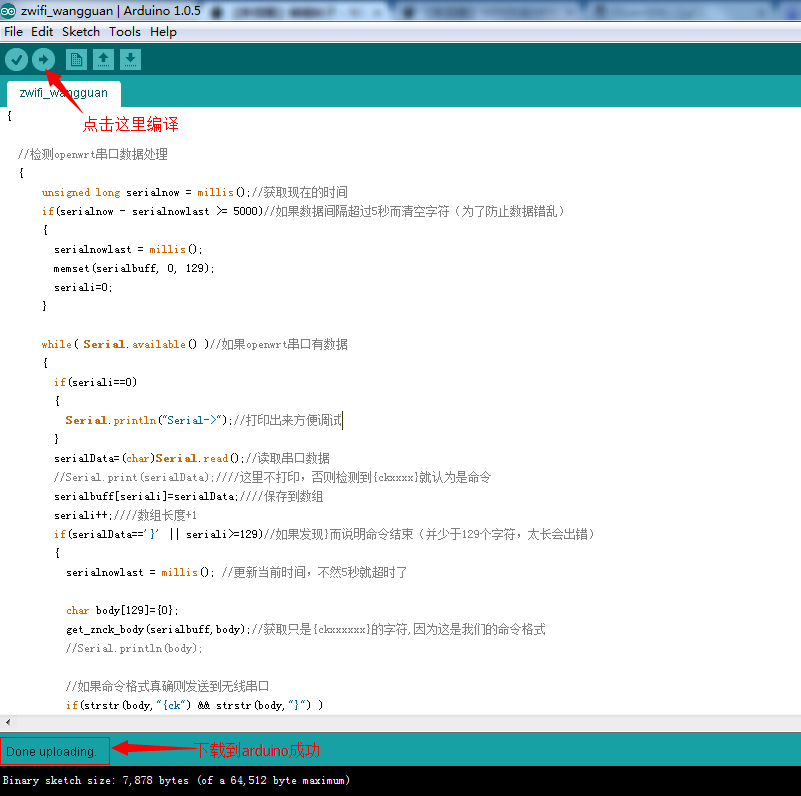 zwifi_wangguan | Arduino 1.0.5
File Edit Sketch Tools Help
zwifi_wangguan
点击这里编译
{
//检测openwrt串口数据处理
{
unsigned long serialnow = millis();//获取现在的时间
if(serialnow - serialnowlast >= 5000)//如果数据间隔超过5秒而清空字符（为了防止数据错乱）
{
serialnowlast = millis();
memset(serialbuff, 0, 129);
seriali=0;
}
while( Serial.available() )//如果openwrt串口有数据
{
if(seriali==0)
{
Serial.println("Serial->");//打印出来方便调试
}
serialData=(char)Serial.read();//读取串口数据
//Serial.print(serialData);////这里不打印，否则检测到{ckxxxx}就认为是命令
serialbuff[seriali]=serialData;////保存到数组
seriali++;////数组长度+1
if(serialData=='}' || seriali>=129)//如果发现}而说明命令结束（并少于129个字符，太长会出错）
{
serialnowlast = millis(); //更新当前时间，不然5秒就超时了
char body[129]={0};
get_znck_body(serialbuff,body);//获取只是{ckxxxxxx}的字符,因为这是我们的命令格式
//Serial.println(body);
//如果命令格式真确则发送到无线串口
if(strstr(body,"{ck") && strstr(body,"}") )
Done uploading.
下载到arduino成功
Binary sketch size: 7,878 bytes (of a 64,512 byte maximum)